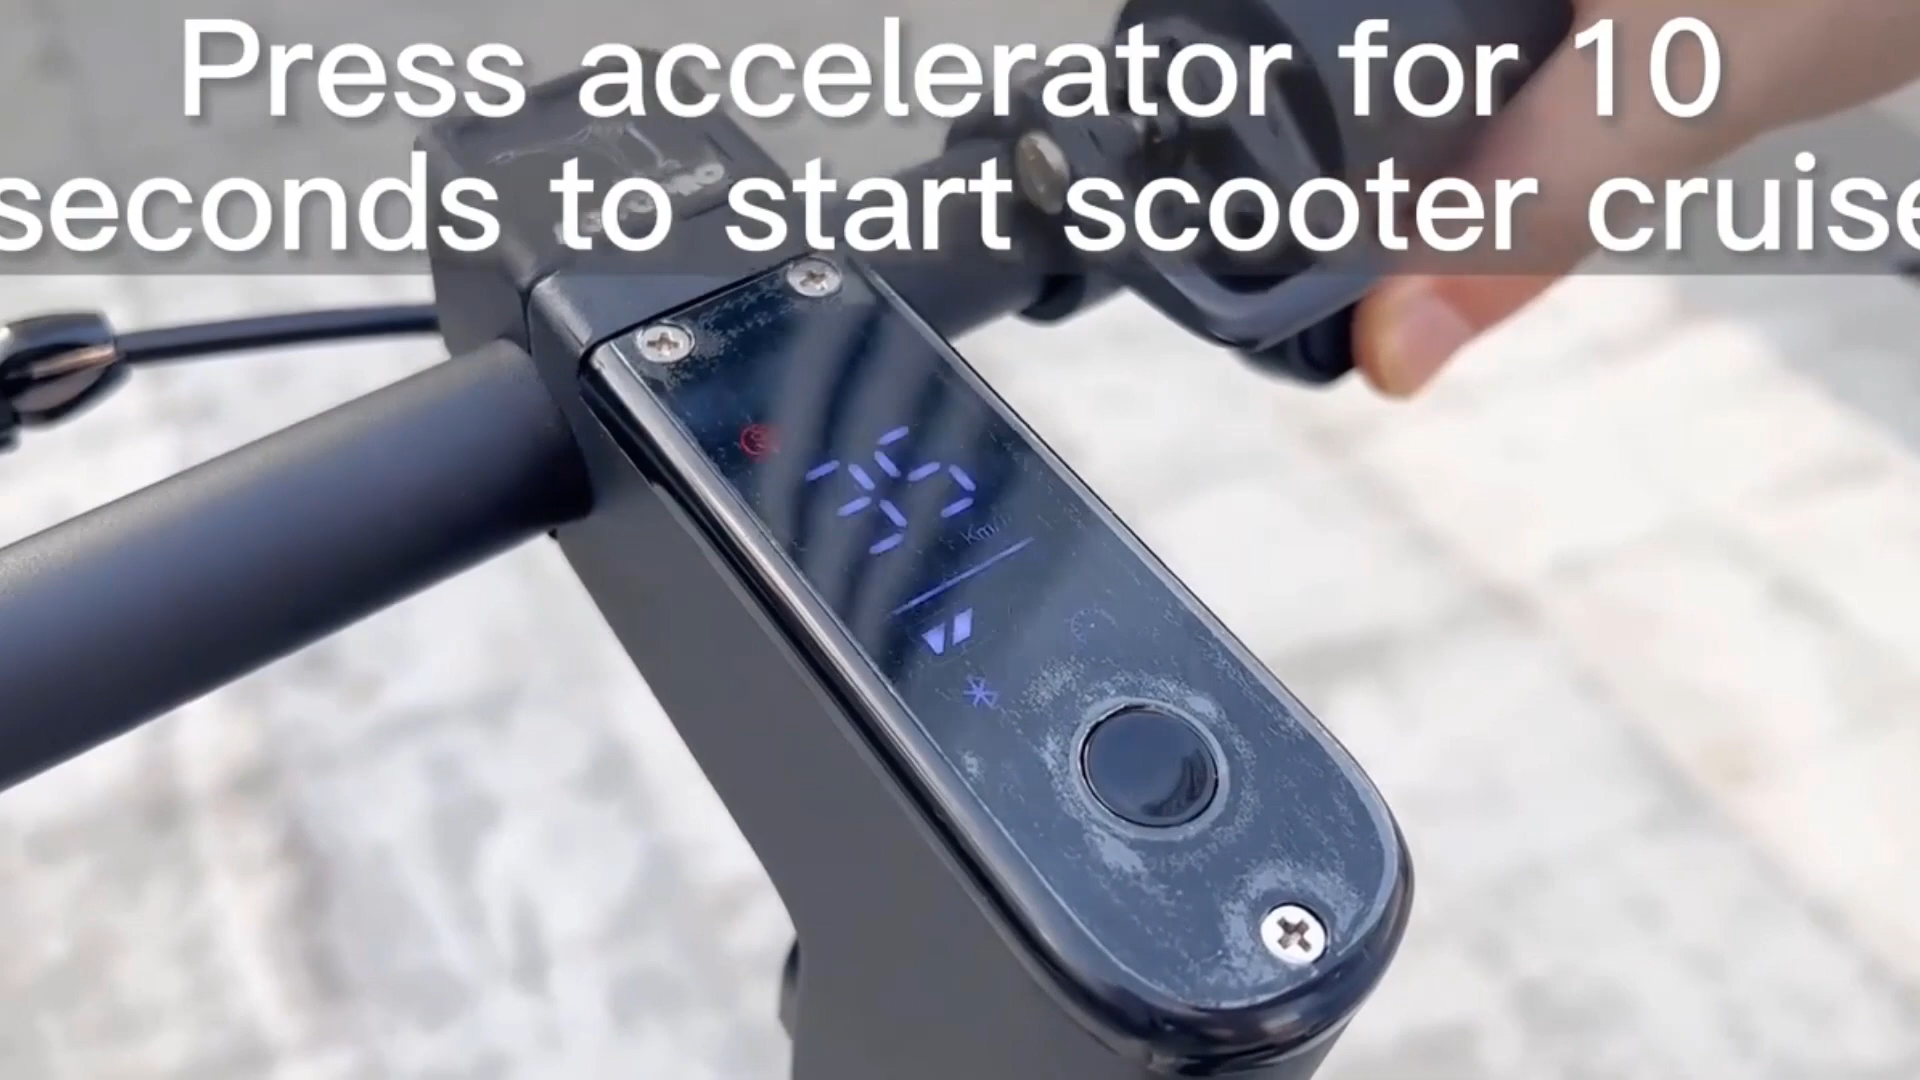 Press accelerator for 10
seconds to start scooter cruise
35
Km/h